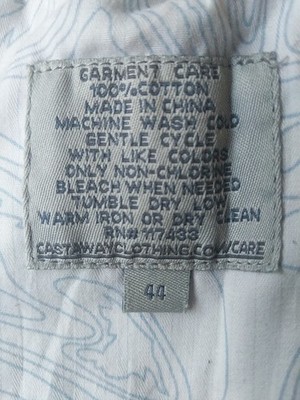 GARMENT CARE
100% COTTON
MADE IN CHINA
MACHINE WASH COLD
GENTLE CYCLE
WITH LIKE COLORS
ONLY NON-CHLORINE
BLEACH WHEN NEEDED
TUMBLE DRY LOW
WARM IRON OR DRY CLEAN
RN# 117433
CASTAWAYCLOTHING.COM/CARE
44